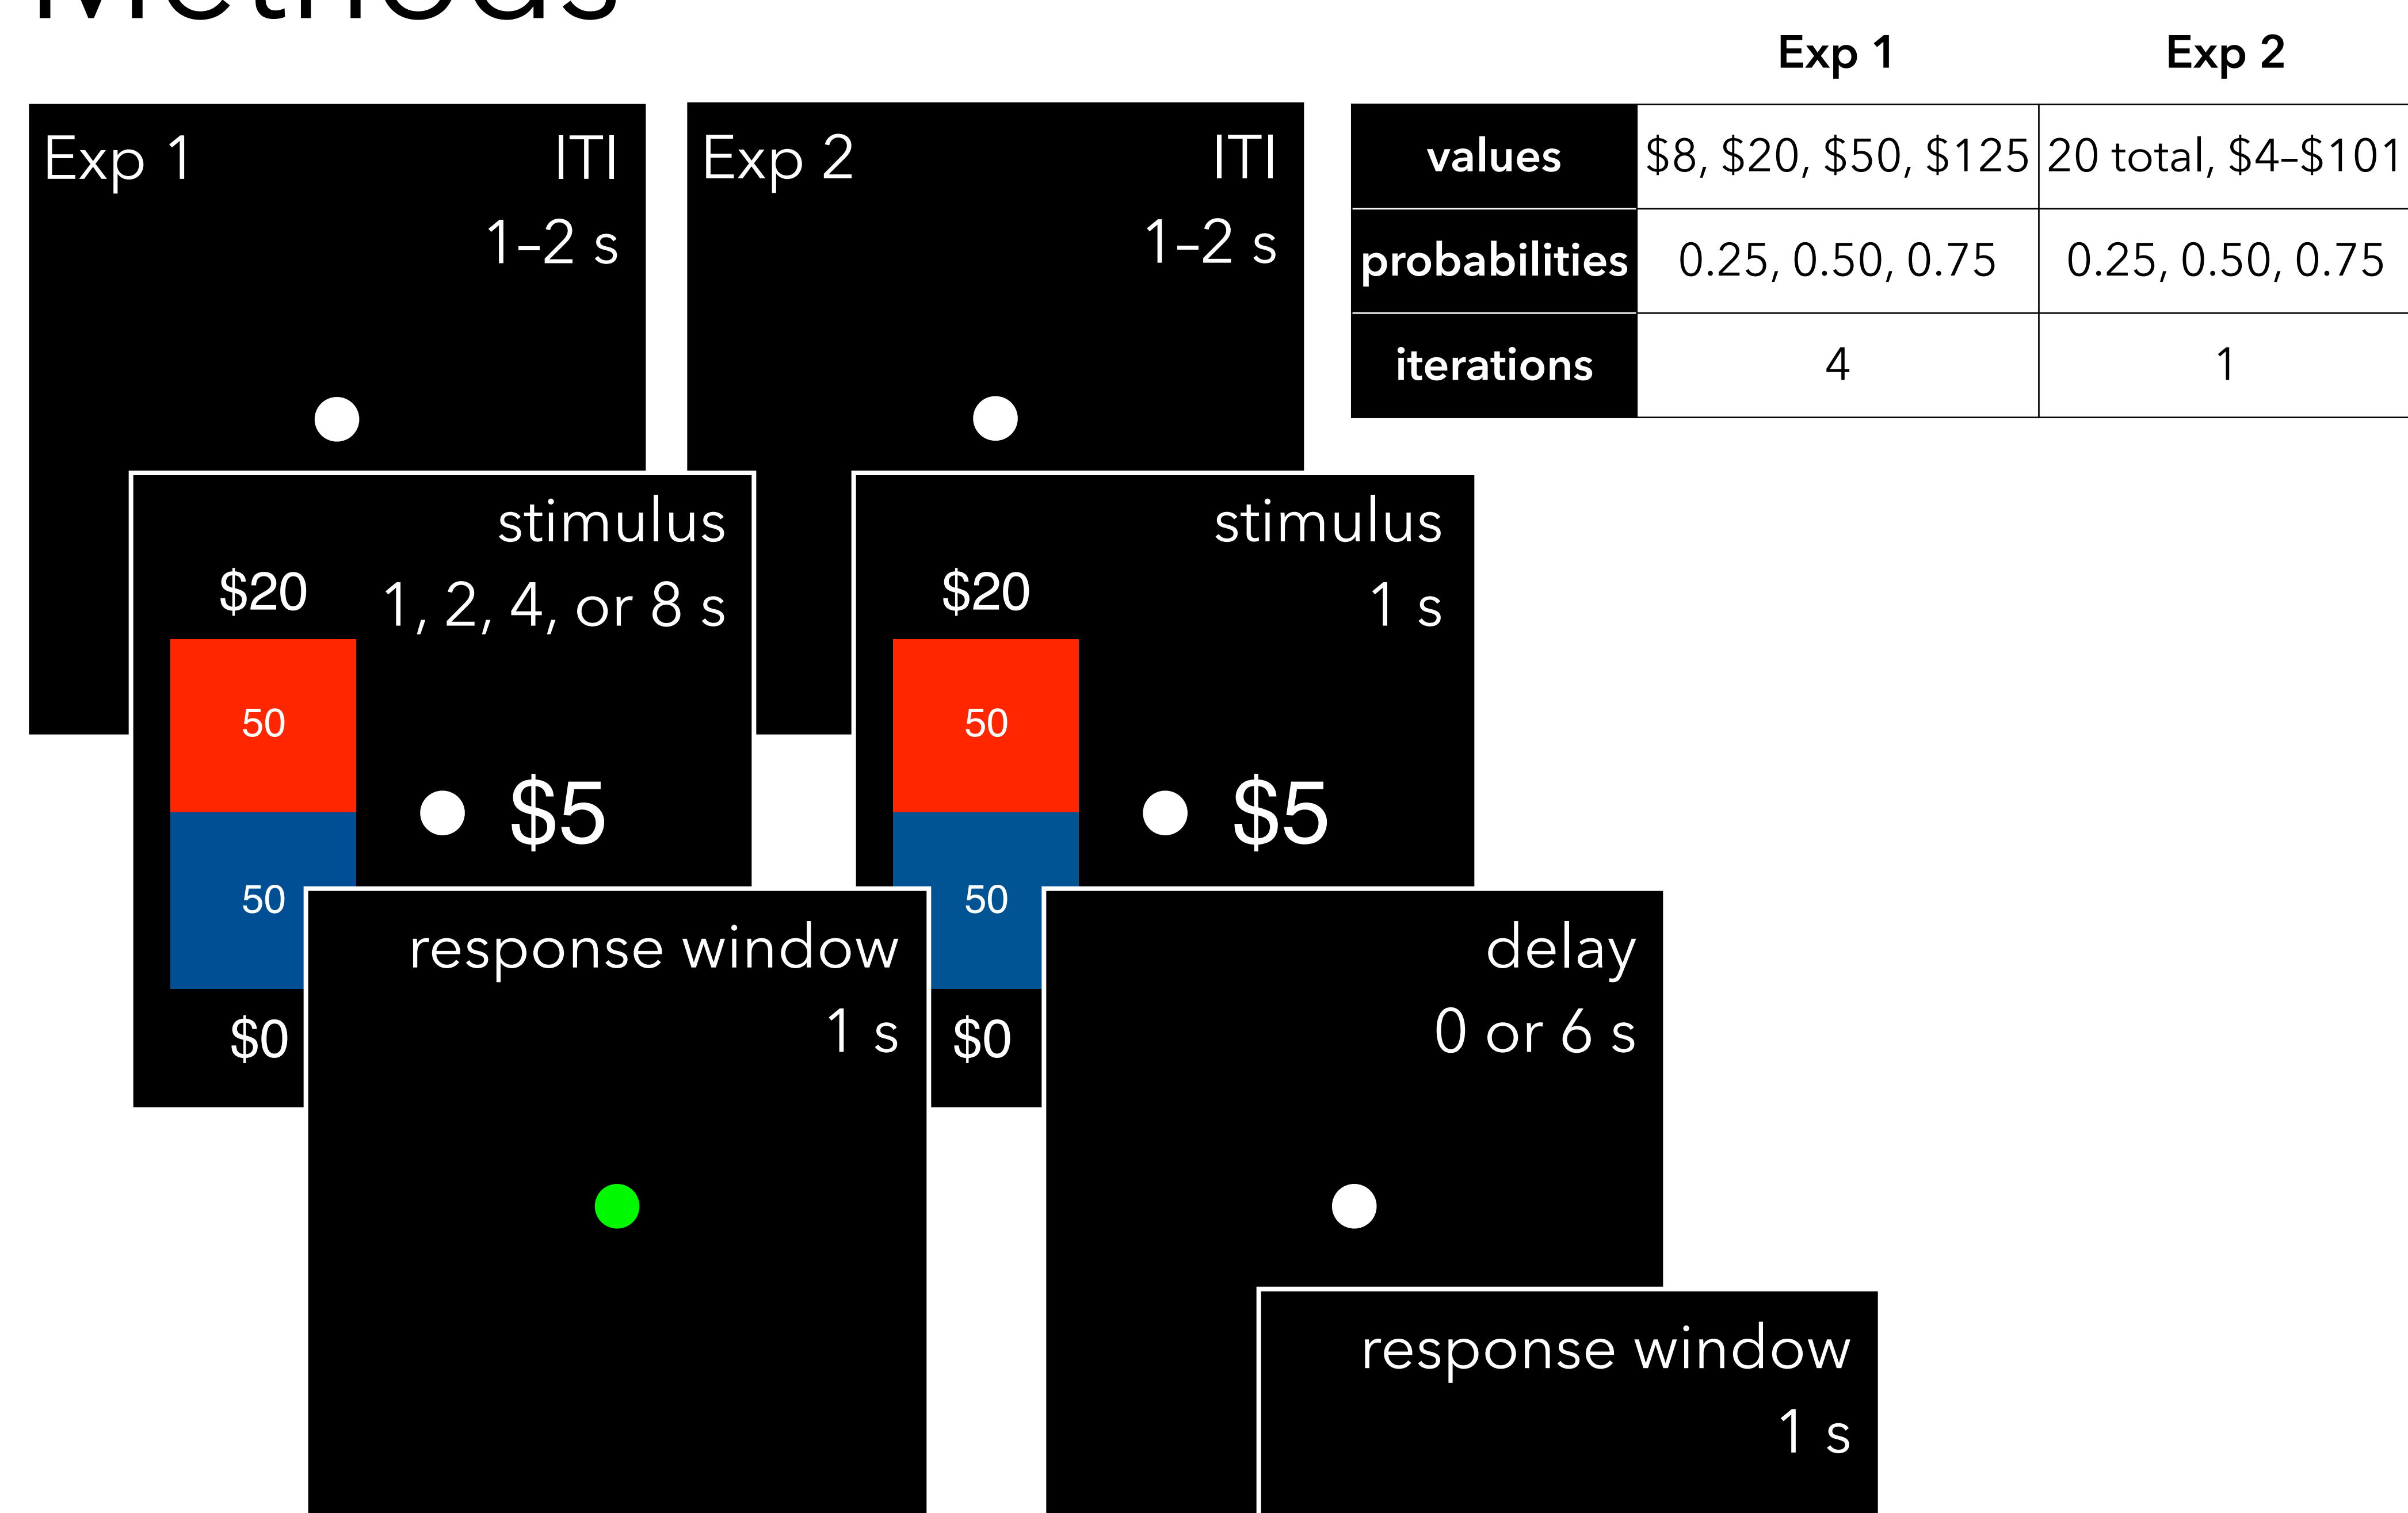 Methods
Exp 1 ITI
1–2 s
Exp 2 ITI
1–2 s
Exp 1 Exp 2
values $8, $20, $50, $125 20 total, $4–$101
probabilities 0.25, 0.50, 0.75 0.25, 0.50, 0.75
iterations 4 1
stimulus
$20 1, 2, 4, or 8 s
50
$5
50
$0
stimulus
$20 1 s
50
$5
50
$0
response window
1 s
delay
0 or 6 s
response window
1 s